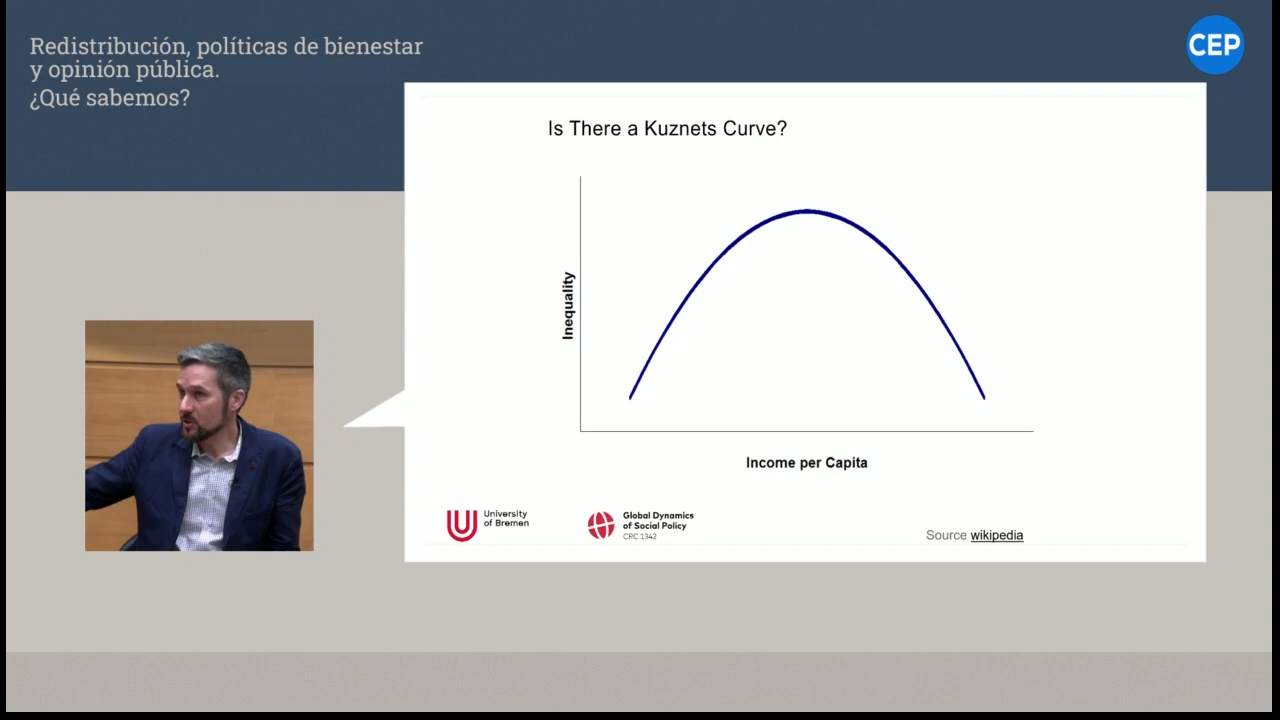 Redistribución, políticas de bienestar
y opinión pública.
¿Qué sabemos?
CEP
Is There a Kuznets Curve?
Inequality
Income per Capita
University
of Bremen
Global Dynamics
of Social Policy
CRC 1342
Source wikipedia